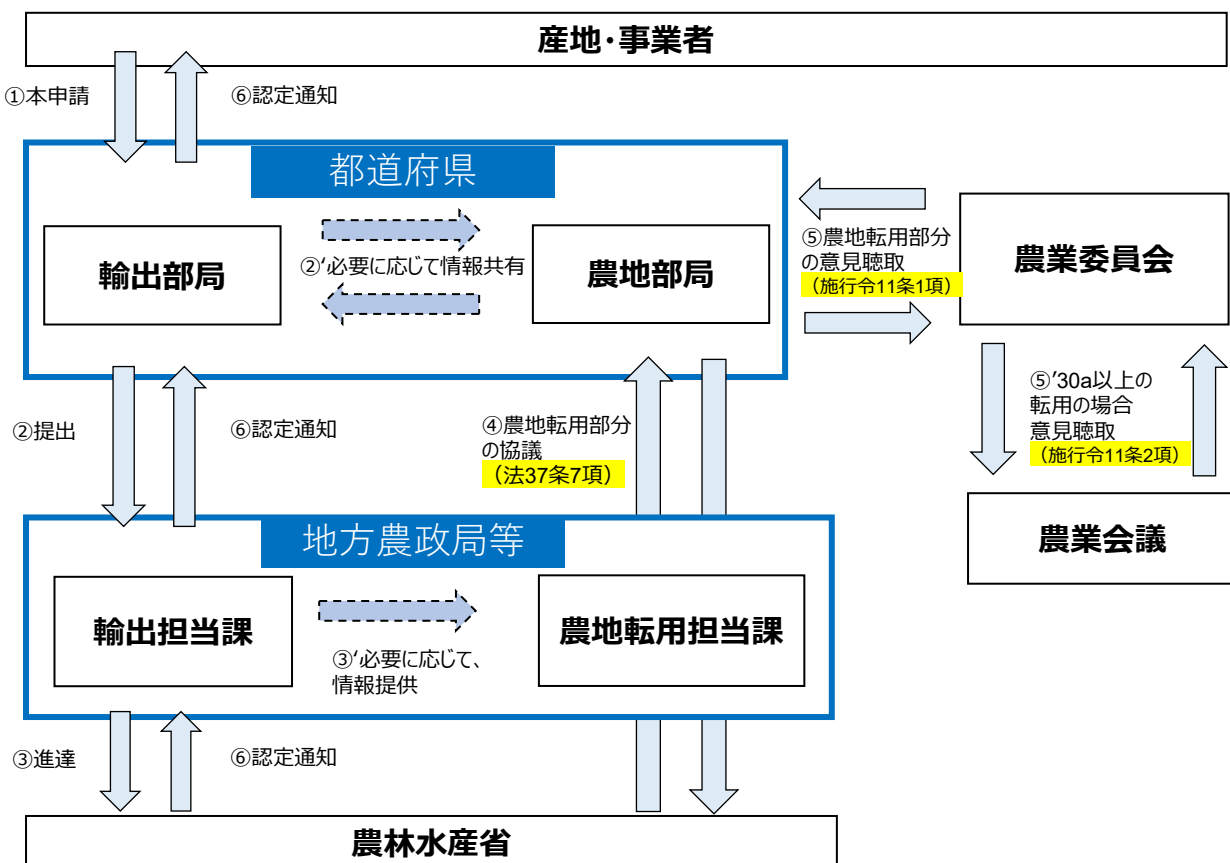 産地・事業者
①本申請
⑥認定通知
都道府県
輸出部局
②‘必要に応じて情報共有
農地部局
⑤農地転用部分
の意見聴取
（施行令11条1項）
農業委員会
②提出
⑥認定通知
④農地転用部分
の協議
（法37条7項）
⑤’30a以上の
転用の場合
意見聴取
（施行令11条2項）
農業会議
地方農政局等
輸出担当課
③‘必要に応じて、
情報提供
農地転用担当課
③進達
⑥認定通知
農林水産省